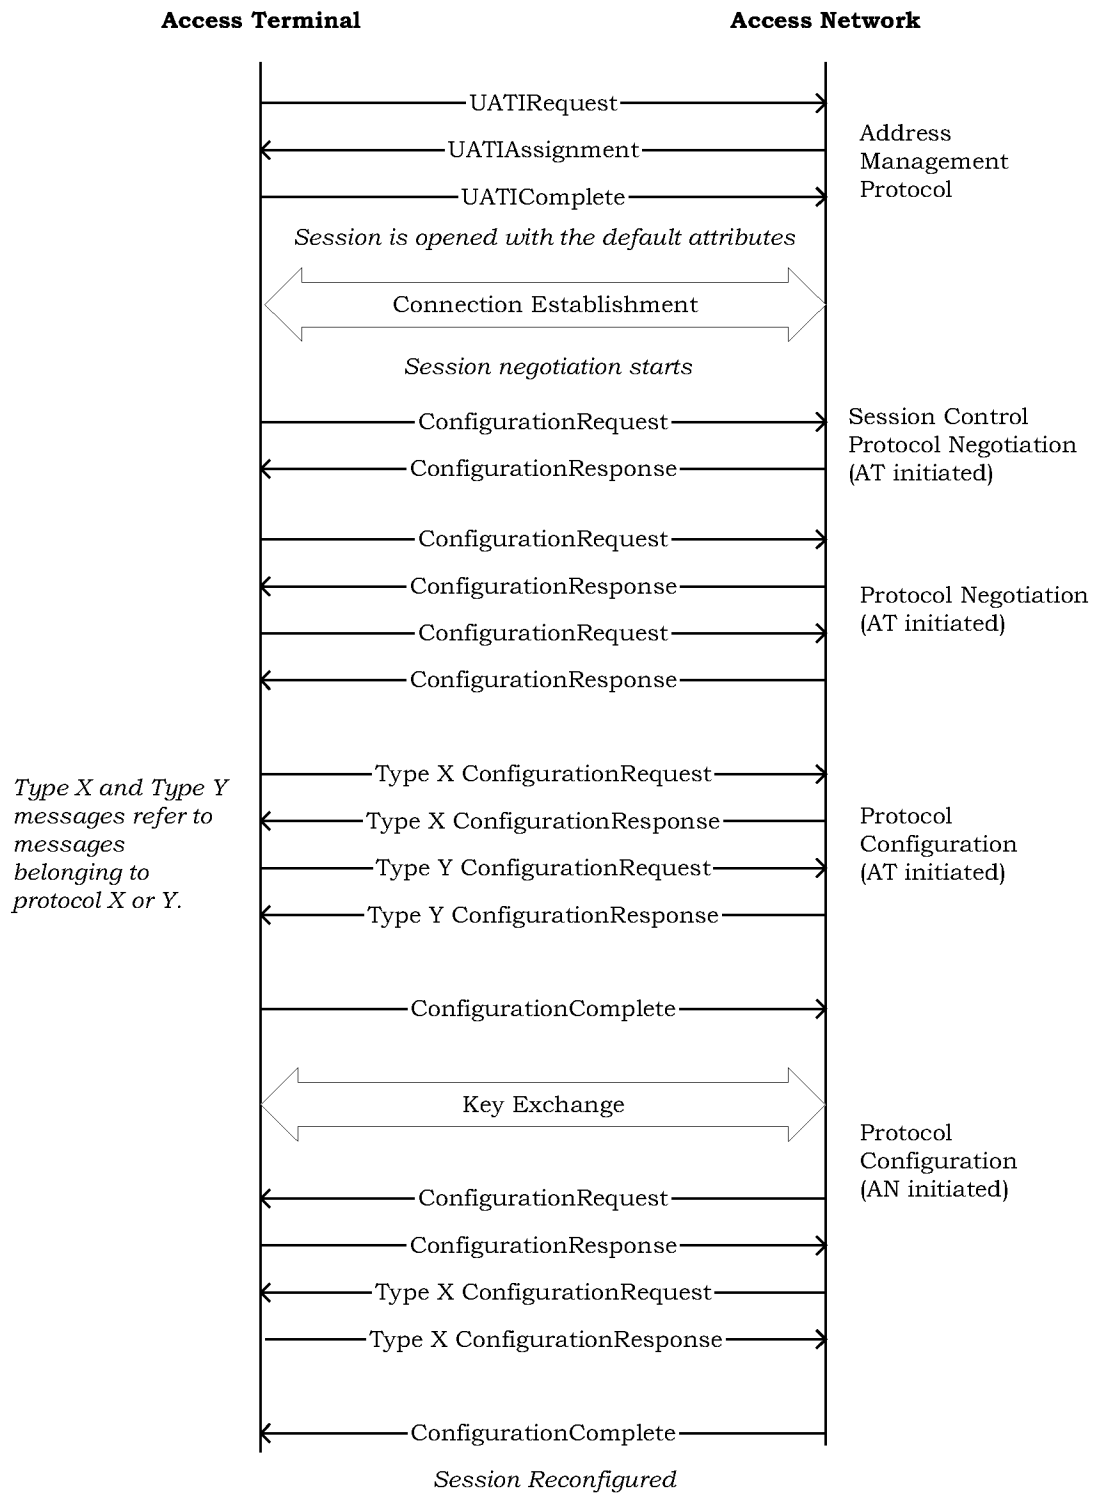 Access Terminal
Access Network
UATIRequest
UATIAssignment
UATIComplete
Address
Management
Protocol
Session is opened with the default attributes
Connection Establishment
Session negotiation starts
ConfigurationRequest
ConfigurationResponse
Session Control
Protocol Negotiation
(AT initiated)
ConfigurationRequest
ConfigurationResponse
ConfigurationRequest
ConfigurationResponse
Protocol Negotiation
(AT initiated)
Type X and Type Y
messages refer to
messages
belonging to
protocol X or Y.
Type X ConfigurationRequest
Type X ConfigurationResponse
Type Y ConfigurationRequest
Type Y ConfigurationResponse
Protocol
Configuration
(AT initiated)
ConfigurationComplete
Key Exchange
Protocol
Configuration
(AN initiated)
ConfigurationRequest
ConfigurationResponse
Type X ConfigurationRequest
Type X ConfigurationResponse
ConfigurationComplete
Session Reconfigured